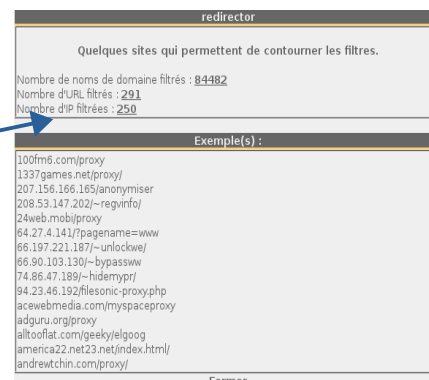 redirector
Quelques sites qui permettent de contourner les filtres.
Nombre de noms de domaine filtrés : 84482
Nombre d'URL filtrés : 291
Nombre d'IP filtrées : 250
Exemple(s) :
100fm6.com/proxy
1337games.net/proxy/
207.156.166.165/anonymiser
208.53.147.202/~regvinfo/
24web.mobi/proxy
64.27.4.141/?pagename=www
66.197.221.187/~unlockwe/
66.90.103.130/~bypassww
74.86.47.189/~hidemypr/
94.23.46.192/filesonic-proxy.php
acewebmedia.com/myspaceproxy
adguru.org/proxy
alltooflat.com/geeky/elgoog
america22.net23.net/index.html/
andrewtchin.com/proxy/